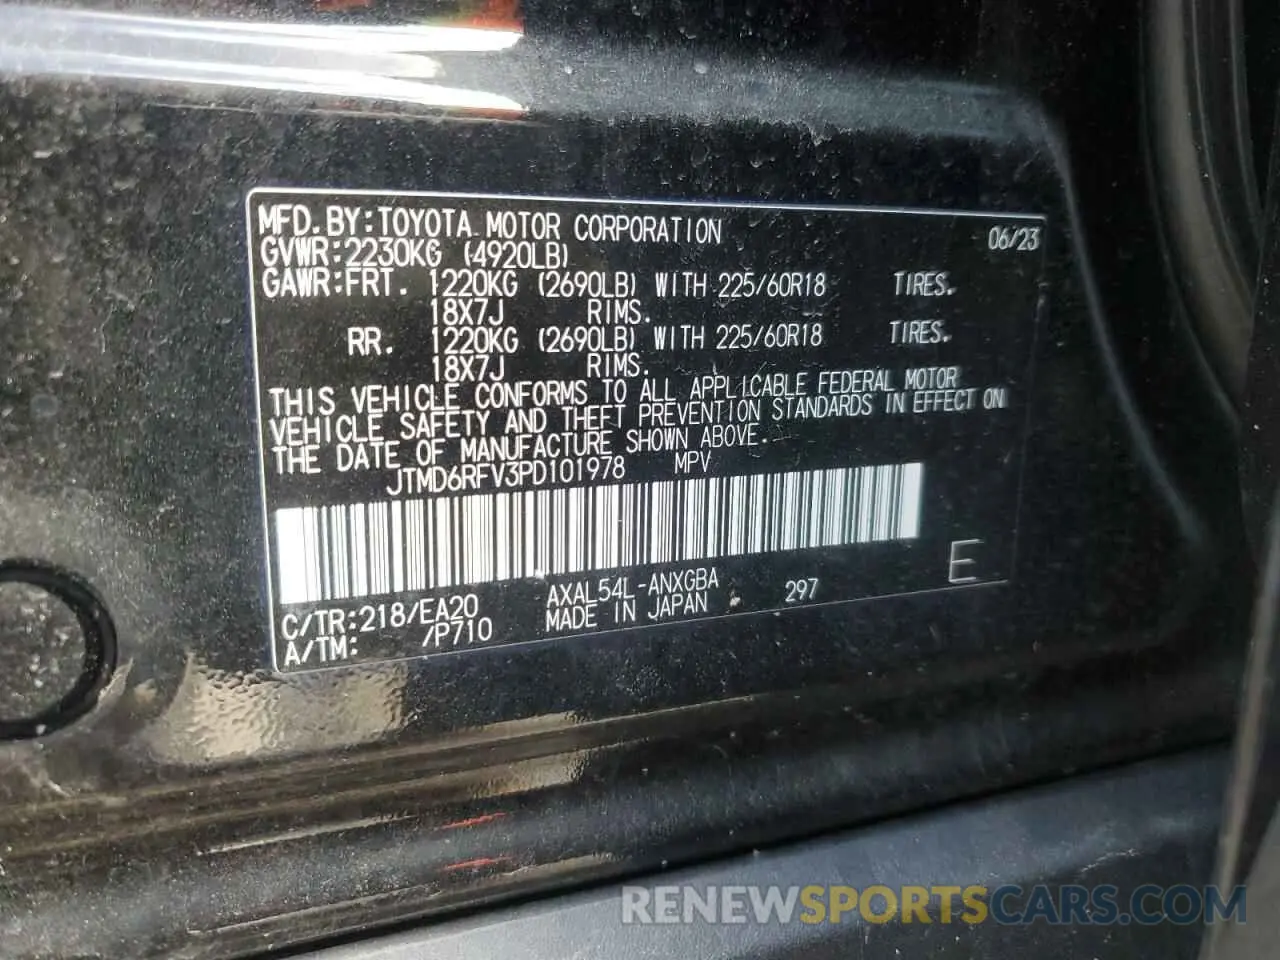 MFD.BY:TOYOTA MOTOR CORPORATION 06/23
GVWR:2230KG (4920LB)
GAWR:FRT. 1220KG (2690LB) WITH 225/60R18 TIRES.
18X7J RIMS.
RR. 1220KG (2690LB) WITH 225/60R18 TIRES.
18X7J RIMS.
THIS VEHICLE CONFORMS TO ALL APPLICABLE FEDERAL MOTOR
VEHICLE SAFETY AND THEFT PREVENTION STANDARDS IN EFFECT ON
THE DATE OF MANUFACTURE SHOWN ABOVE.
JTMD6RFV3PD101978 MPV
C/TR:218/EA20 AXAL54L-ANXGBA 297 E
A/TM: /P710 MADE IN JAPAN
RENEWSPORTSCARS.COM